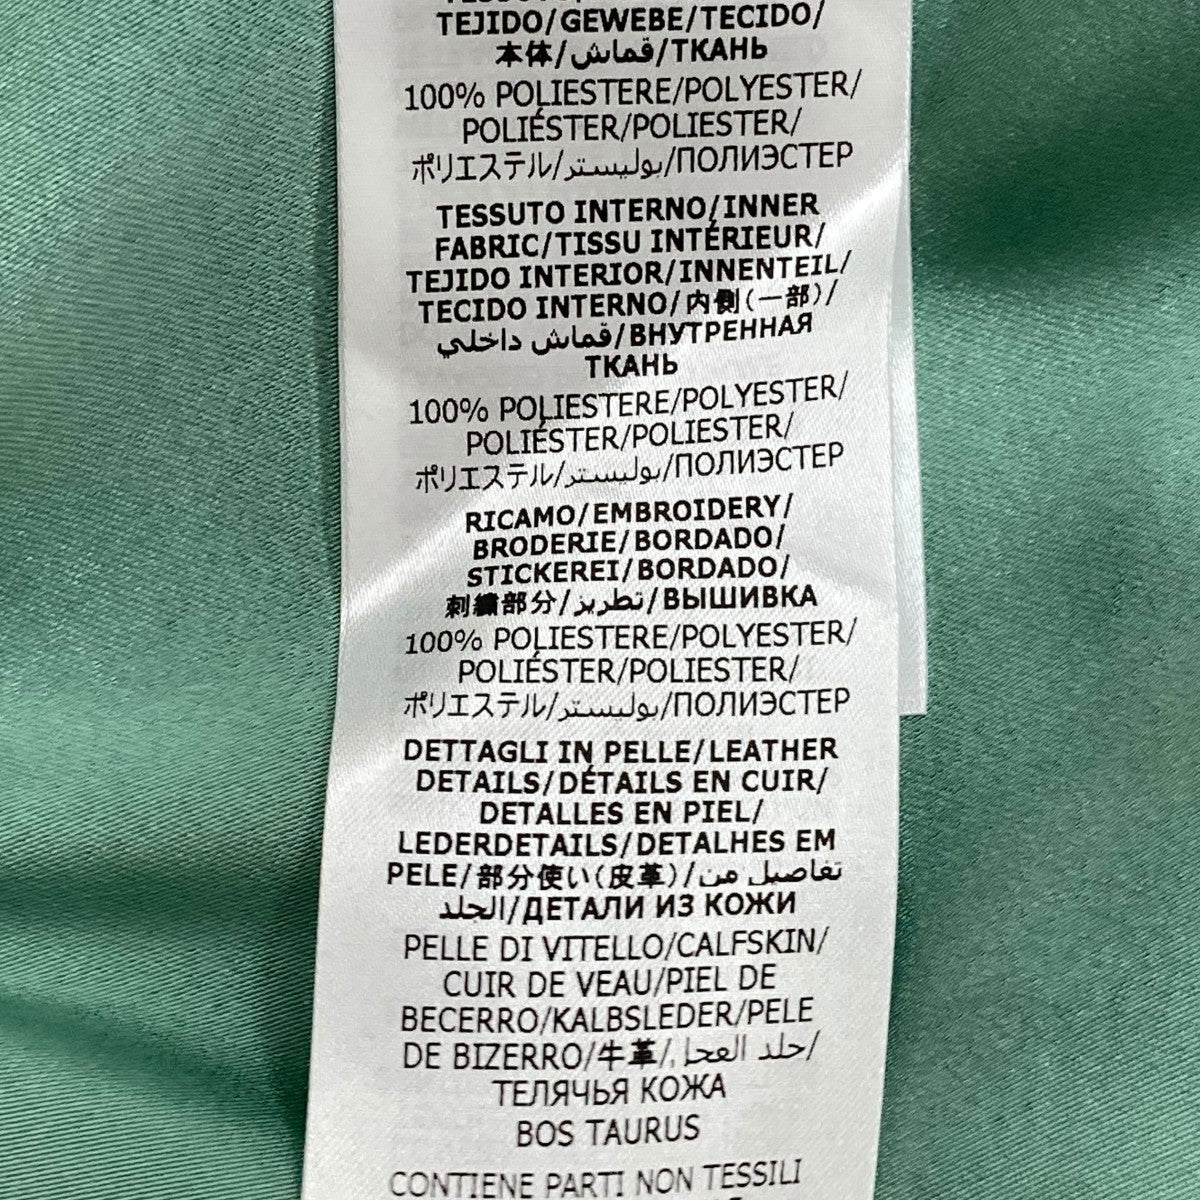 TEJIDO/GEWEBE/TECIDO/
本体/قماش/ТКАНЬ
100% POLIESTERE/POLYESTER/
POLIÉSTER/POLIESTER/
ポリエステル/بوليستر/ПОЛИЭСТЕР
TESSUTO INTERNO/INNER
FABRIC/TISSU INTÉRIEUR/
TEJIDO INTERIOR/INNENTEIL/
TECIDO INTERNO/内側(一部)/
قماش داخلي/ВНУТРЕННАЯ
ТКАНЬ
100% POLIESTERE/POLYESTER/
POLIÉSTER/POLIESTER/
ポリエステル/بوليستر/ПОЛИЭСТЕР
RICAMO/EMBROIDERY/
BRODERIE/BORDADO/
STICKEREI/BORDADO/
刺繍部分/تطريز/ВЫШИВКА
100% POLIESTERE/POLYESTER/
POLIÉSTER/POLIESTER/
ポリエステル/بوليستر/ПОЛИЭСТЕР
DETTAGLI IN PELLE/LEATHER
DETAILS/DÉTAILS EN CUIR/
DETALLES EN PIEL/
LEDERDETAILS/DETALHES EM
PELE/部分使い(皮革)/تفاصيل من
الجلد/ДЕТАЛИ ИЗ КОЖИ
PELLE DI VITELLO/CALFSKIN/
CUIR DE VEAU/PIEL DE
BECERRO/KALBSLEDER/PELE
DE BIZERRO/牛革/جلد العجل/
ТЕЛЯЧЬЯ КОЖА
BOS TAURUS
CONTIENE PARTI NON TESSILI